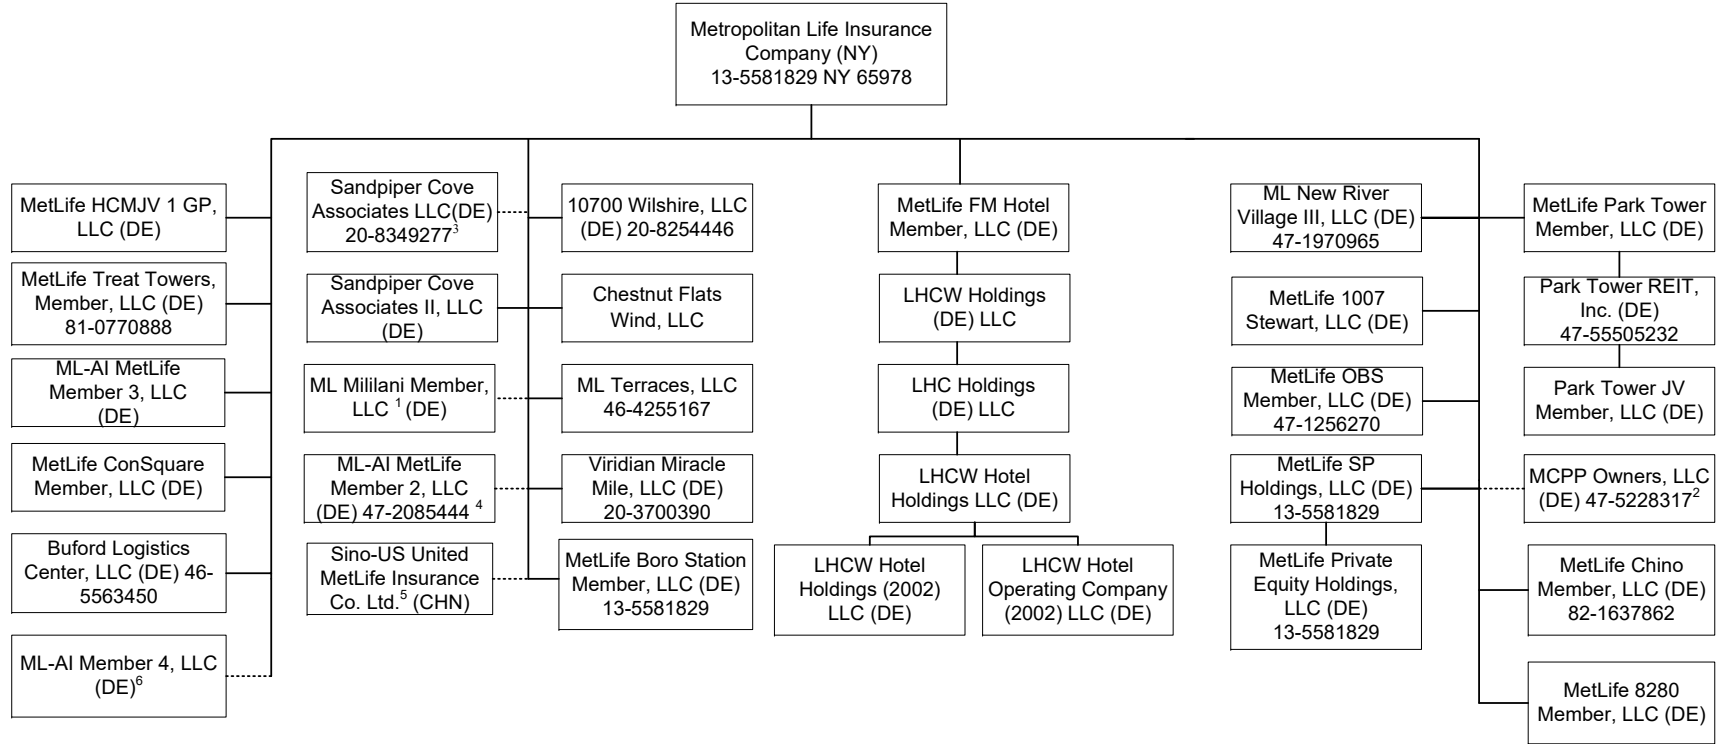 Metropolitan Life Insurance
Company (NY)
13-5581829 NY 65978
MetLife HCMJV 1 GP,
LLC (DE)
MetLife Treat Towers,
Member, LLC (DE)
81-0770888
ML-AI MetLife
Member 3, LLC
(DE)
MetLife ConSquare
Member, LLC (DE)
Buford Logistics
Center, LLC (DE) 46-
5563450
ML-AI Member 4, LLC
(DE)6
Sandpiper Cove
Associates LLC(DE)
20-83492773
Sandpiper Cove
Associates II, LLC
(DE)
ML Mililani Member,
LLC 1 (DE)
ML-AI MetLife
Member 2, LLC
(DE) 47-2085444 4
Sino-US United
MetLife Insurance
Co. Ltd.5 (CHN)
10700 Wilshire, LLC
(DE) 20-8254446
Chestnut Flats
Wind, LLC
ML Terraces, LLC
46-4255167
Viridian Miracle
Mile, LLC (DE)
20-3700390
MetLife Boro Station
Member, LLC (DE)
13-5581829
MetLife FM Hotel
Member, LLC (DE)
LHCW Holdings
(DE) LLC
LHC Holdings
(DE) LLC
LHCW Hotel
Holdings LLC (DE)
LHCW Hotel
Holdings (2002)
LLC (DE)
LHCW Hotel
Operating Company
(2002) LLC (DE)
ML New River
Village III, LLC (DE)
47-1970965
MetLife 1007
Stewart, LLC (DE)
MetLife OBS
Member, LLC (DE)
47-1256270
MetLife SP
Holdings, LLC (DE)
13-5581829
MetLife Private
Equity Holdings,
LLC (DE)
13-5581829
MetLife Park Tower
Member, LLC (DE)
Park Tower REIT,
Inc. (DE)
47-55505232
Park Tower JV
Member, LLC (DE)
MCPP Owners, LLC
(DE) 47-52283172
MetLife Chino
Member, LLC (DE)
82-1637862
MetLife 8280
Member, LLC (DE)